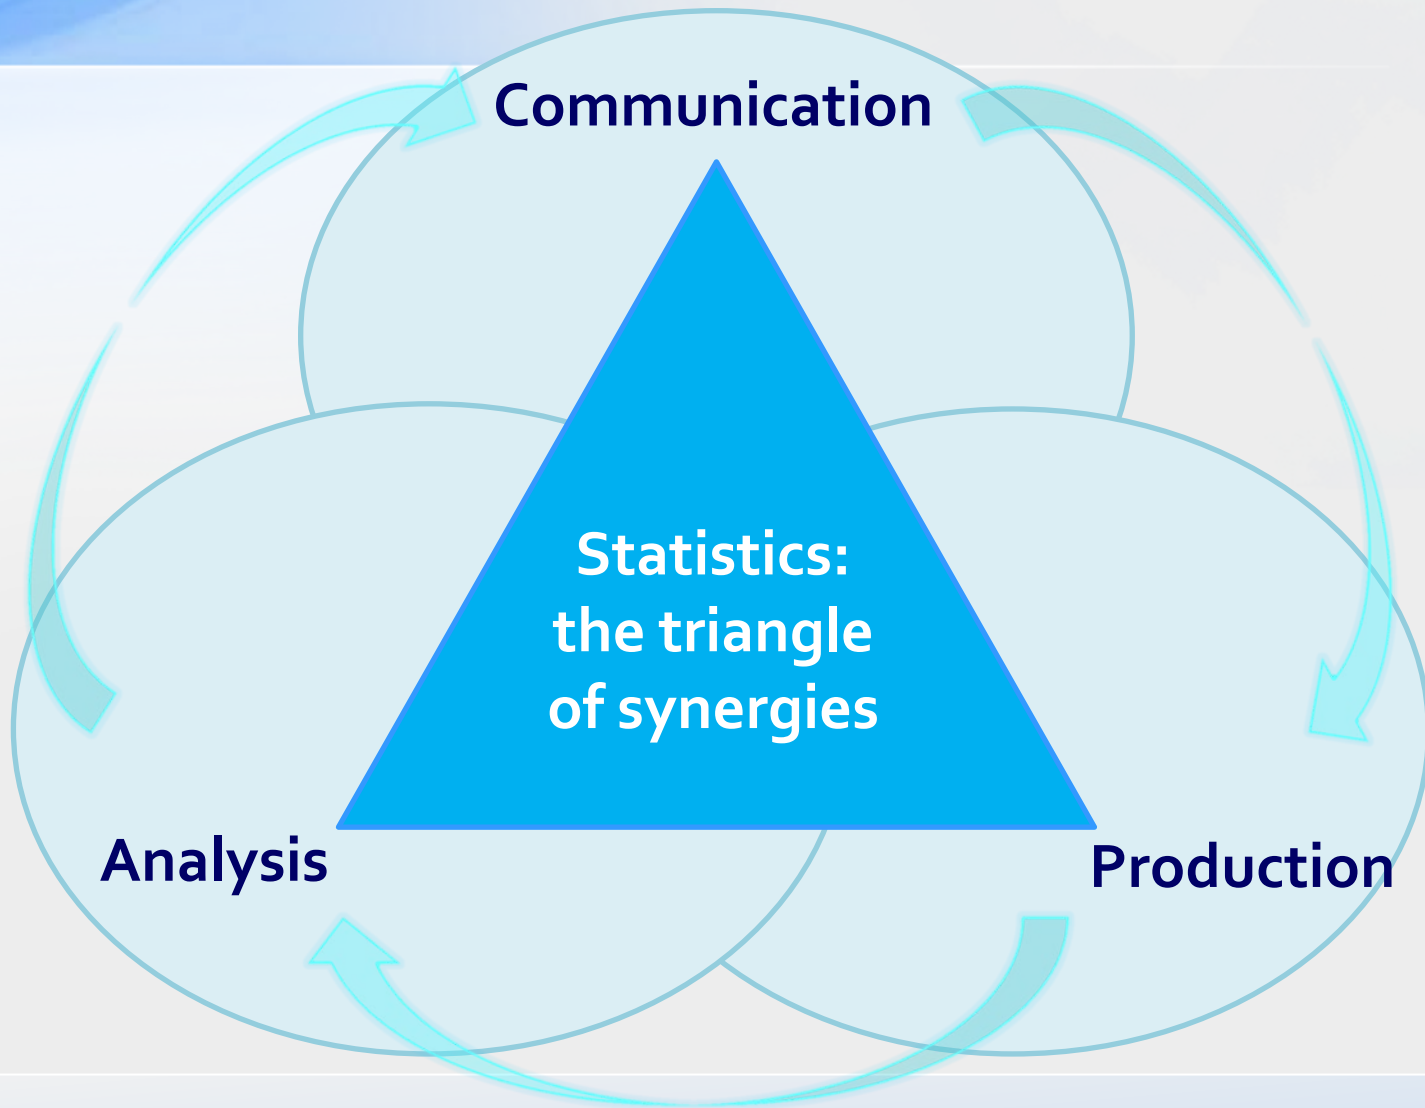 Communication
Statistics:
the triangle
of synergies
Analysis
Production